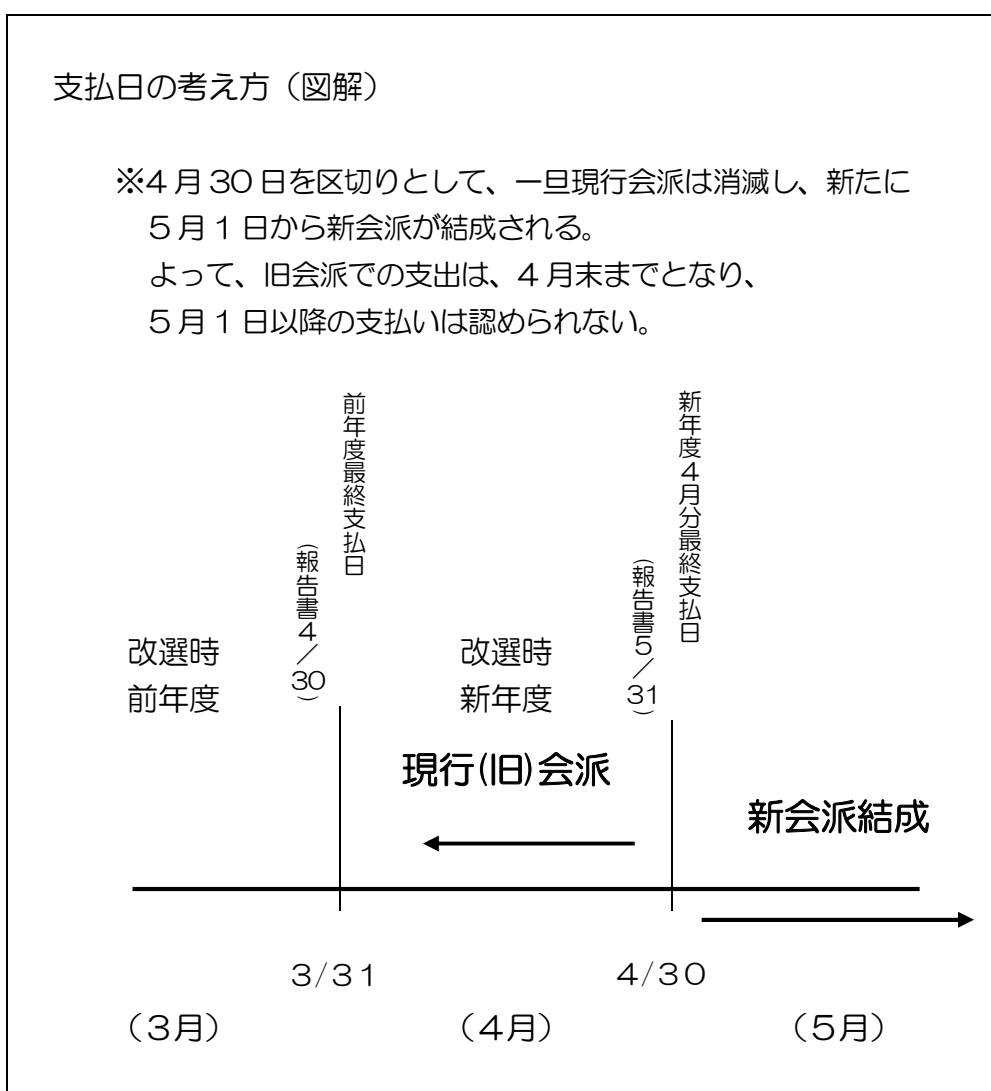 支払日の考え方（図解）
※４月３０日を区切りとして、一旦現行会派は消滅し、新たに
５月１日から新会派が結成される。
よって、旧会派での支出は、４月末までとなり、
５月１日以降の支払いは認められない。
前年度最終支払日
（報告書４／30）
新年度４月分最終支払日
（報告書５／31）
改選時
前年度
改選時
新年度
現行(旧)会派
新会派結成
３/３１
４/３０
（３月）
（４月）
（５月）